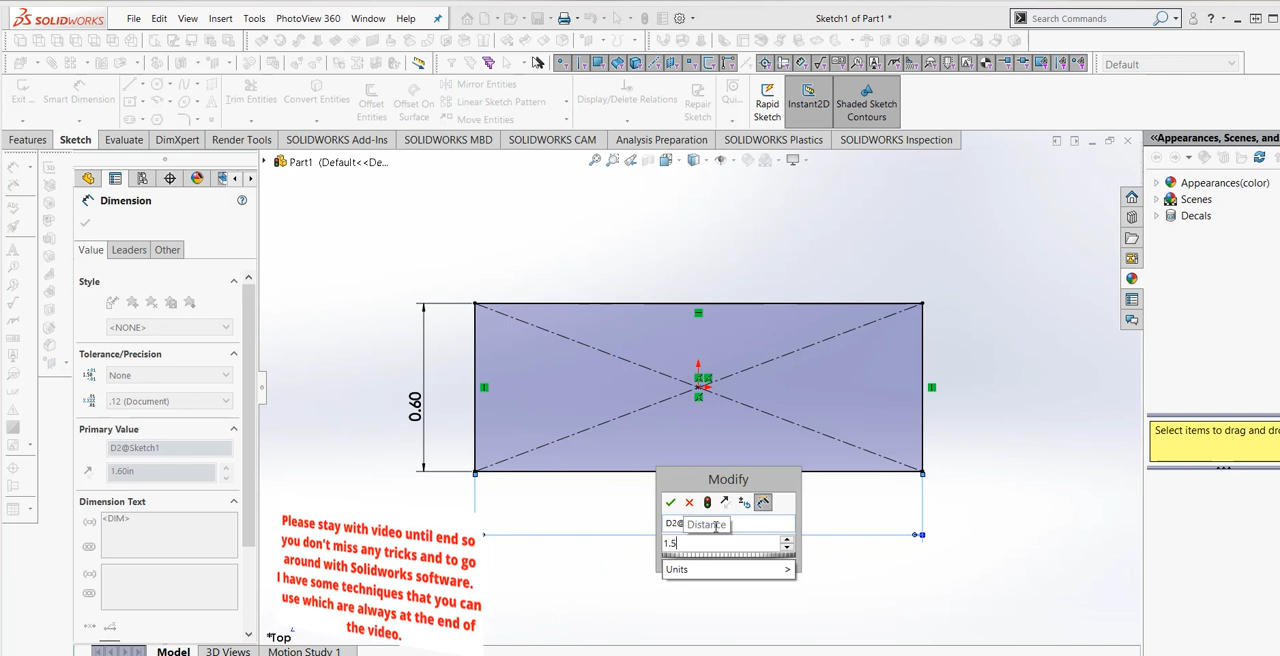 SOLIDWORKS
File Edit View Insert Tools PhotoView 360 Window Help
Sketch1 of Part1 *
Search Commands
?
Default
Exit ...
Smart Dimension
Trim Entities
Convert Entities
Offset Entities
Offset On Surface
Mirror Entities
Linear Sketch Pattern
Move Entities
Display/Delete Relations
Repair Sketch
Qui...
Rapid Sketch
Instant2D
Shaded Sketch Contours
Features Sketch Evaluate DimXpert Render Tools SOLIDWORKS Add-Ins SOLIDWORKS MBD SOLIDWORKS CAM Analysis Preparation SOLIDWORKS Plastics SOLIDWORKS Inspection
Part1 (Default<<De...
Dimension
Value Leaders Other
Style
<NONE>
Tolerance/Precision
None
.12 (Document)
Primary Value
D2@Sketch1
1.60in
Dimension Text
<DIM>
0.60
Modify
D2@
Distance
1.5
Units >
Please stay with video until end so
you don't miss any tricks and to go
around with Solidworks software.
I have some techniques that you can
use which are always at the end of
the video.
*Top
Model 3D Views Motion Study 1
<<Appearances, Scenes, and
Appearances(color)
Scenes
Decals
Select items to drag and dr